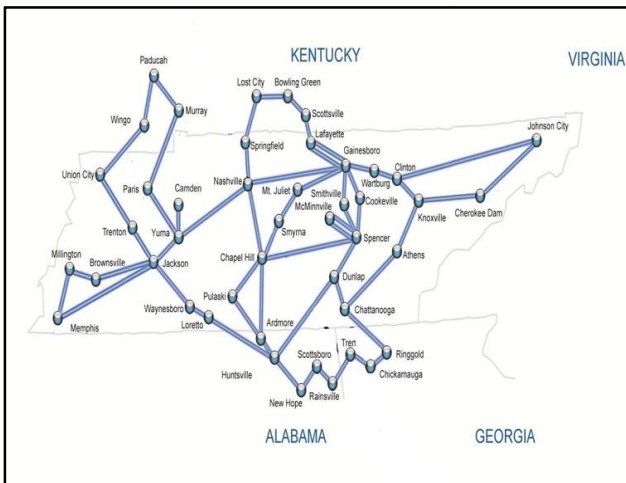 KENTUCKY
VIRGINIA
Paducah
Lost City
Bowling Green
Wingo
Murray
Scottsville
Lafayette
Johnson City
Springfield
Gainesboro
Clinton
Union City
Paris
Camden
Nashville
Mt. Juliet
Smithville
Wartburg
McMinnville
Cookeville
Knoxville
Cherokee Dam
Trenton
Yuma
Smyrna
Spencer
Millington
Brownsville
Jackson
Chapel Hill
Athens
Dunlap
Waynesboro
Pulaski
Chattanooga
Memphis
Loretto
Ardmore
Tren
Ringgold
Huntsville
Scottsboro
Chickamauga
New Hope
Rainsville
ALABAMA
GEORGIA